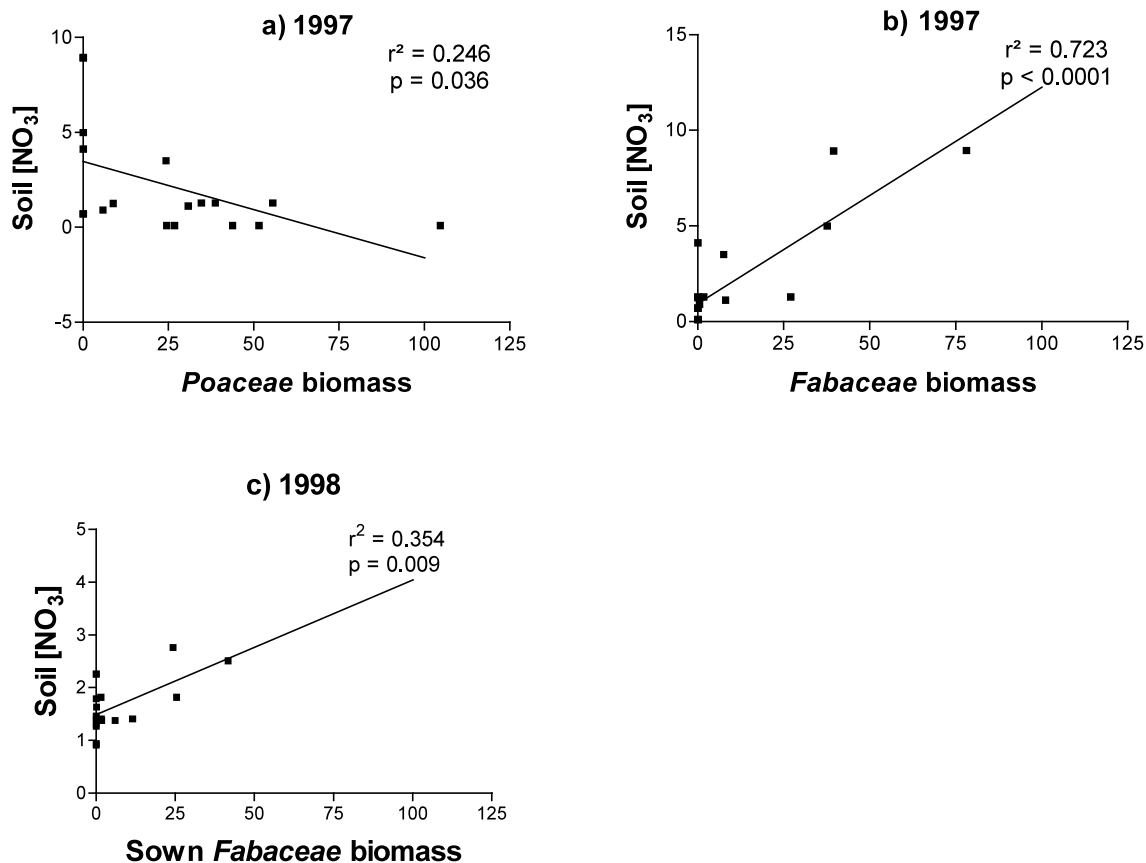 a) 1997
r² = 0.246
p = 0.036
Soil [NO₃]
10
5
0
-5
0 25 50 75 100 125
Poaceae biomass
b) 1997
r² = 0.723
p < 0.0001
Soil [NO₃]
15
10
5
0
0 25 50 75 100 125
Fabaceae biomass
c) 1998
r² = 0.354
p = 0.009
Soil [NO₃]
5
4
3
2
1
0
0 25 50 75 100 125
Sown Fabaceae biomass